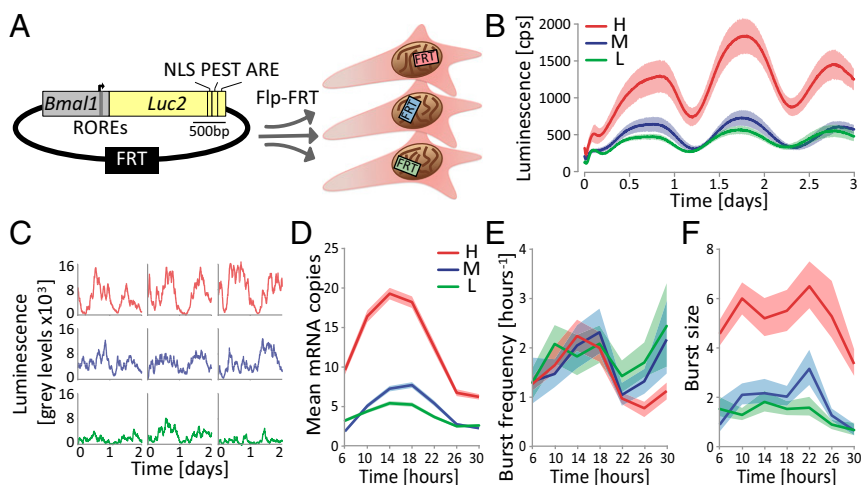 A
NLS PEST ARE
Bmal1
Luc2
ROREs
500bp
FRT
Flp-FRT
FRT
FRT
FRT
B
Luminescence [cps]
2000
1500
1000
500
0
0 0.5 1 1.5 2 2.5 3
Time [days]
H
M
L
C
Luminescence
[grey levels x10³]
16
8
0
16
8
0
16
8
0
0 1 2 0 1 2 0 1 2
Time [days]
D
Mean mRNA copies
25
20
15
10
5
0
6 10 14 18 22 26 30
Time [hours]
H
M
L
E
Burst frequency [hours⁻¹]
4
3
2
1
0
6 10 14 18 22 26 30
Time [hours]
F
Burst size
8
6
4
2
0
6 10 14 18 22 26 30
Time [hours]